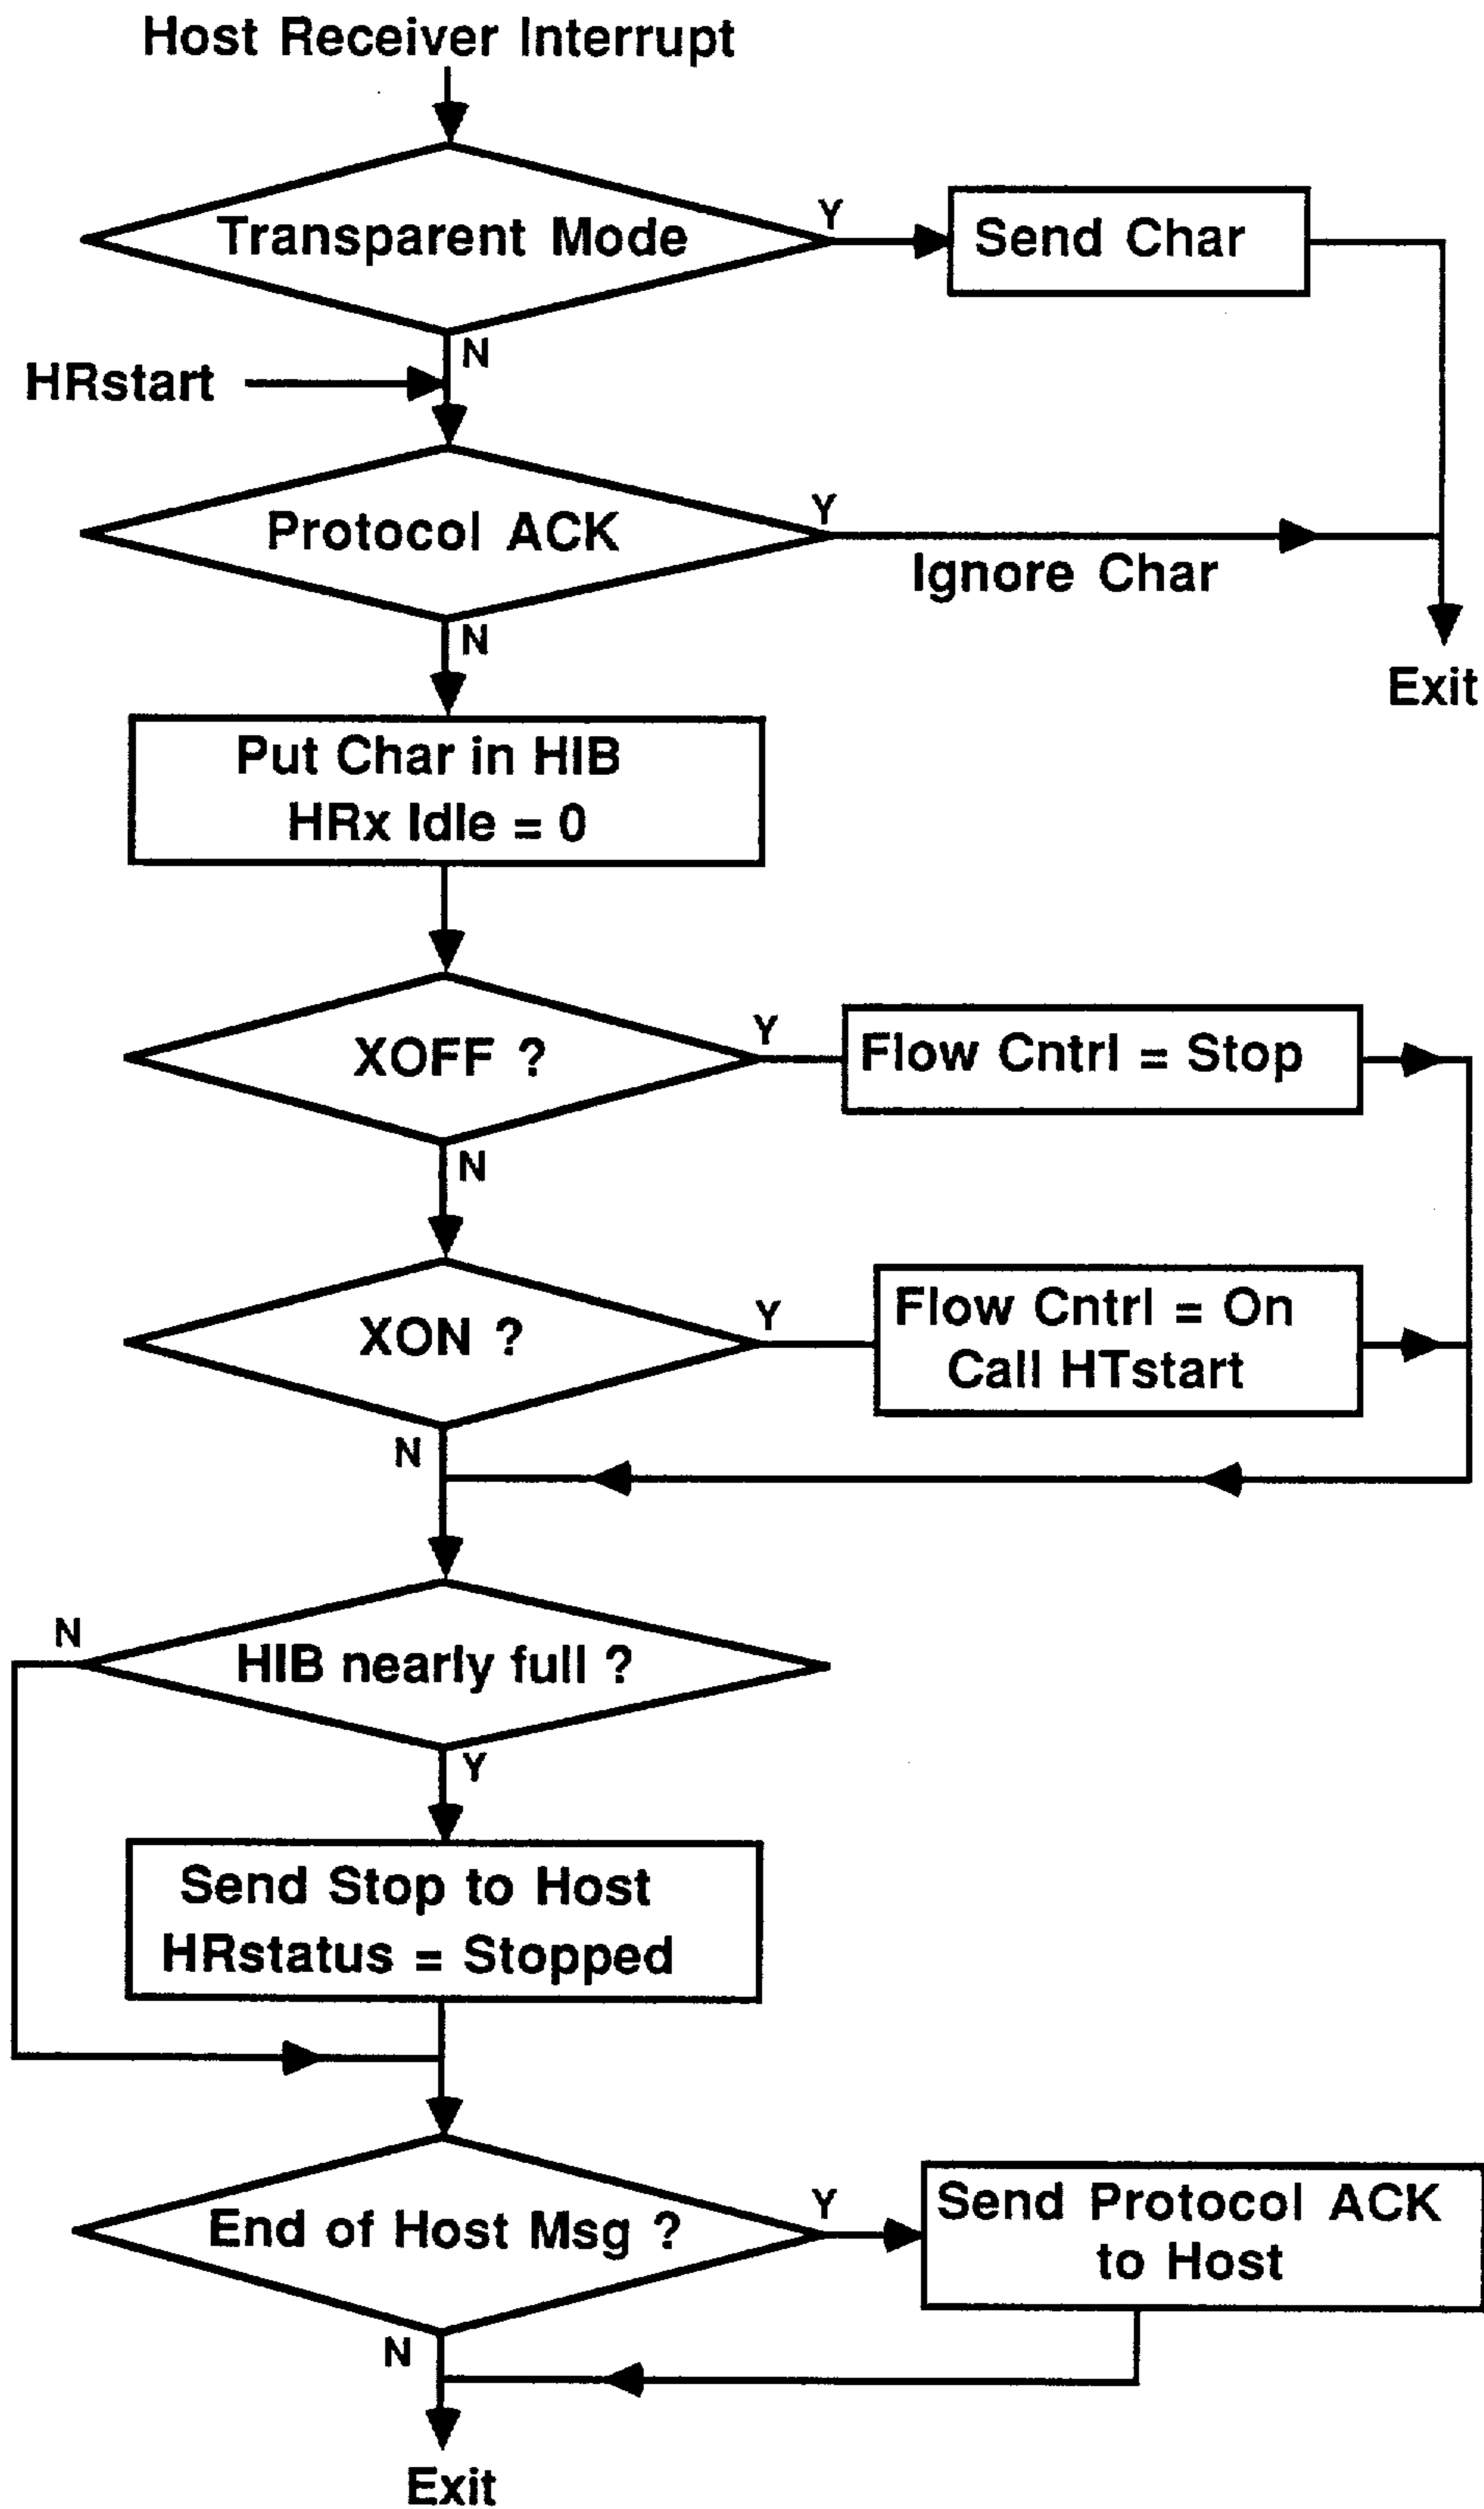 Host Receiver Interrupt
Transparent Mode
Y
Send Char
N
HRstart
Protocol ACK
Y
Ignore Char
N
Exit
Put Char in HIB
HRx Idle = 0
XOFF ?
Y
Flow Cntrl = Stop
N
XON ?
Y
Flow Cntrl = On
Call HTstart
N
HIB nearly full ?
N
Y
Send Stop to Host
HRstatus = Stopped
End of Host Msg ?
Y
Send Protocol ACK
to Host
N
Exit